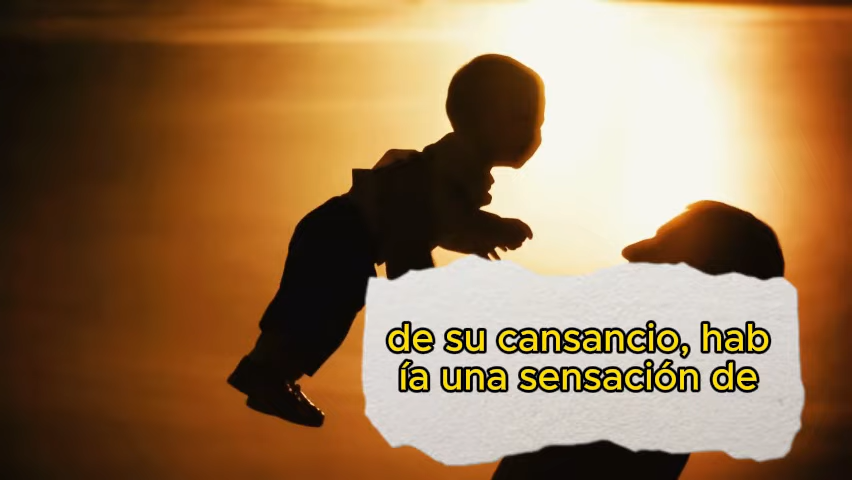 de su cansancio, hab
ía una sensación de